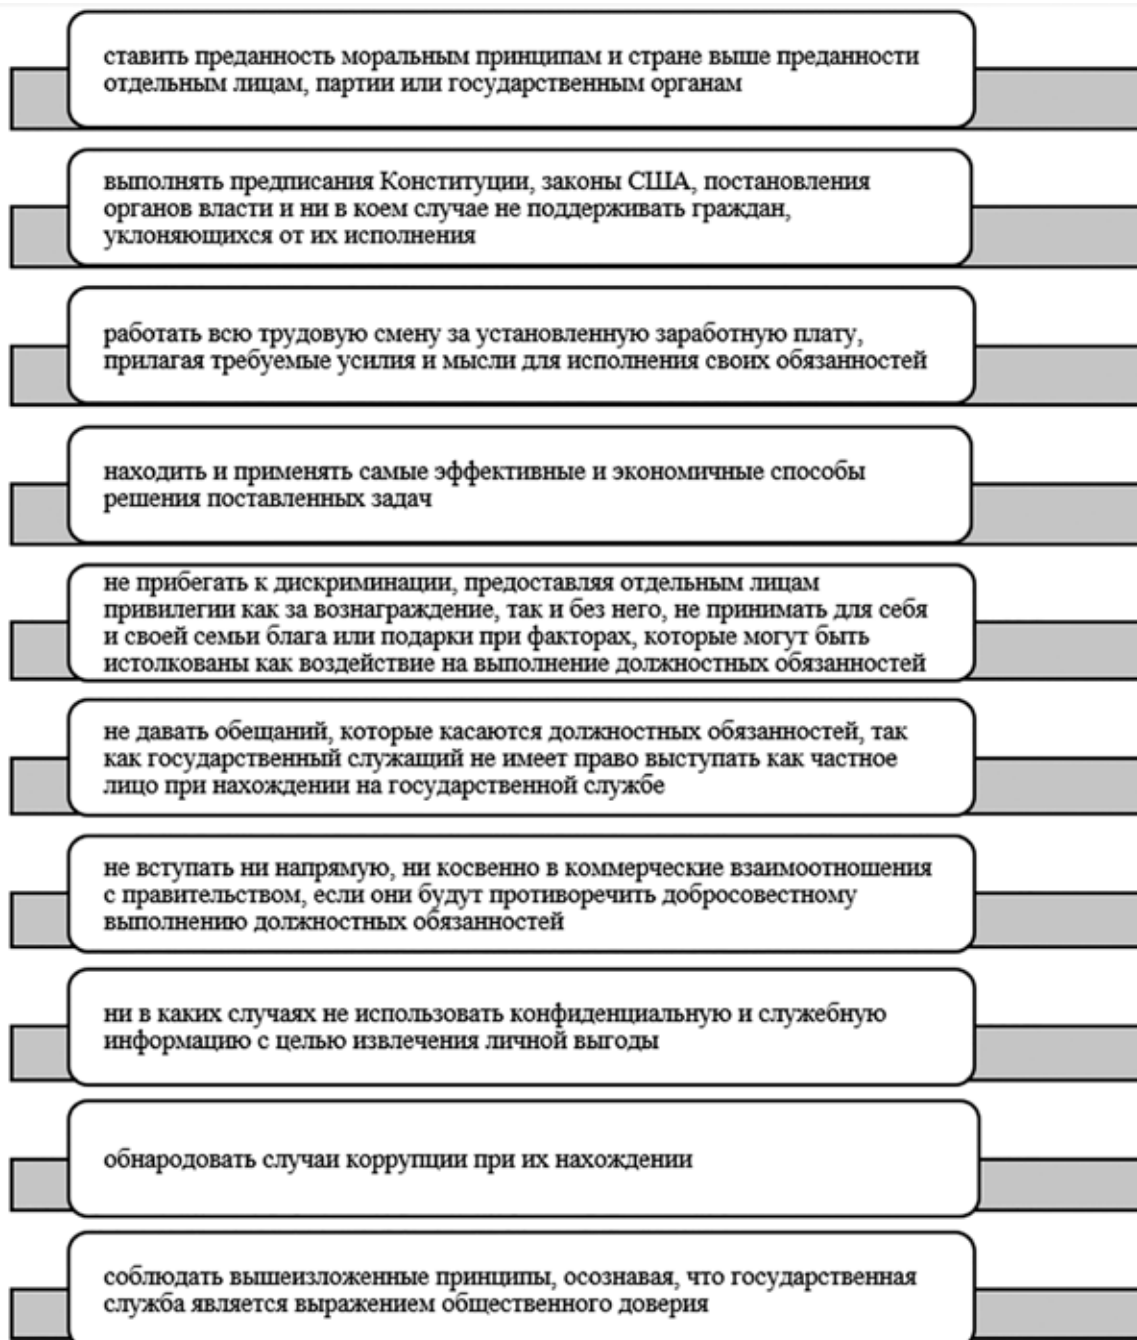 ставить преданность моральным принципам и стране выше преданности
отдельным лицам, партии или государственным органам
выполнять предписания Конституции, законы США, постановления
органов власти и ни в коем случае не поддерживать граждан,
уклоняющихся от их исполнения
работать всю трудовую смену за установленную заработную плату,
прилагая требуемые усилия и мысли для исполнения своих обязанностей
находить и применять самые эффективные и экономичные способы
решения поставленных задач
не прибегать к дискриминации, предоставляя отдельным лицам
привилегии как за вознаграждение, так и без него, не принимать для себя
и своей семьи блага или подарки при факторах, которые могут быть
истолкованы как воздействие на выполнение должностных обязанностей
не давать обещаний, которые касаются должностных обязанностей, так
как государственный служащий не имеет право выступать как частное
лицо при нахождении на государственной службе
не вступать ни напрямую, ни косвенно в коммерческие взаимоотношения
с правительством, если они будут противоречить добросовестному
выполнению должностных обязанностей
ни в каких случаях не использовать конфиденциальную и служебную
информацию с целью извлечения личной выгоды
обнародовать случаи коррупции при их нахождении
соблюдать вышеизложенные принципы, осознавая, что государственная
служба является выражением общественного доверия